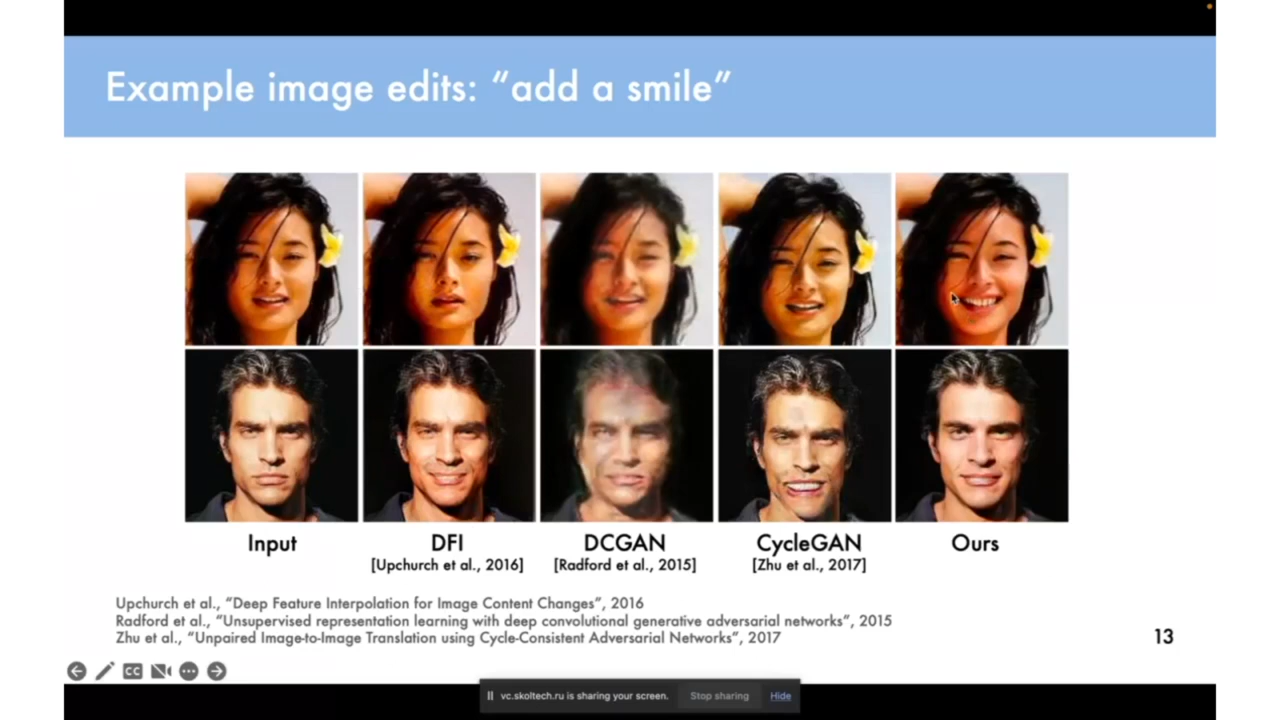 Example image edits: “add a smile”
Input
DFI
DCGAN
CycleGAN
Ours
[Upchurch et al., 2016]
[Radford et al., 2015]
[Zhu et al., 2017]
Upchurch et al., “Deep Feature Interpolation for Image Content Changes”, 2016
Radford et al., “Unsupervised representation learning with deep convolutional generative adversarial networks”, 2015
Zhu et al., “Unpaired Image-to-Image Translation using Cycle-Consistent Adversarial Networks”, 2017
13
CC
vc.skoltech.ru is sharing your screen.
Stop sharing
Hide